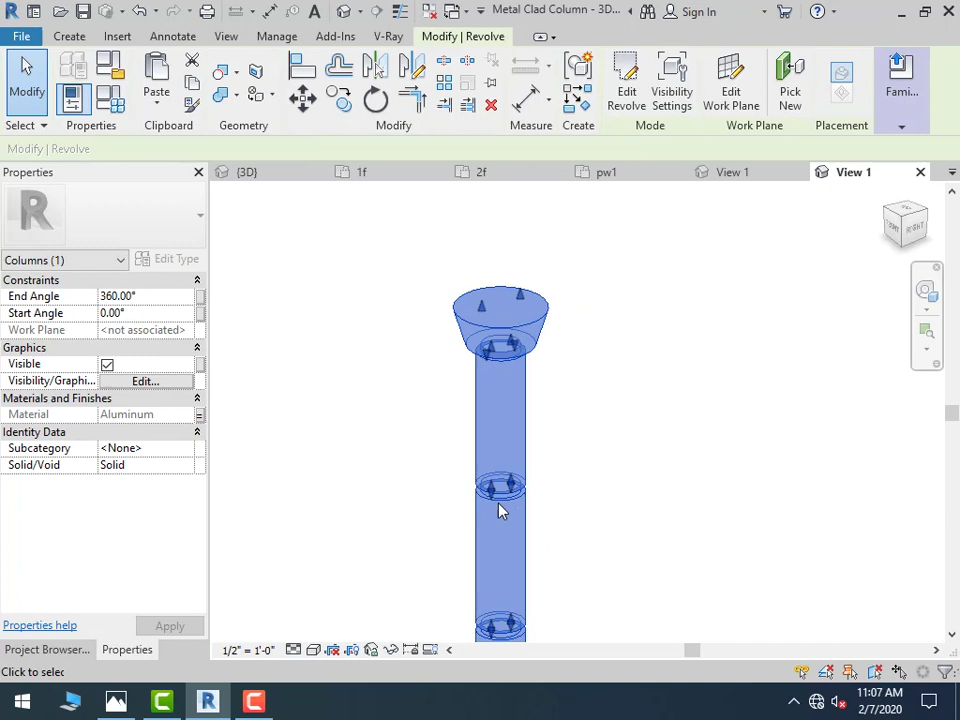 Metal Clad Column - 3D...
Sign In
File
Create
Insert
Annotate
View
Manage
Add-Ins
V-Ray
Modify | Revolve
Modify
Paste
Edit Revolve
Visibility Settings
Edit Work Plane
Pick New
Fami...
Select
Properties
Clipboard
Geometry
Modify
Measure
Create
Mode
Work Plane
Placement
Modify | Revolve
Properties
{3D}
1f
2f
pw1
View 1
View 1
R
Columns (1)
Edit Type
Constraints
End Angle 360.00°
Start Angle 0.00°
Work Plane <not associated>
Graphics
Visible
Visibility/Graphi... Edit...
Materials and Finishes
Material Aluminum
Identity Data
Subcategory <None>
Solid/Void Solid
RIGHT
Properties help
Apply
Project Browser...
Properties
1/2" = 1'-0"
Click to selec
11:07 AM
2/7/2020